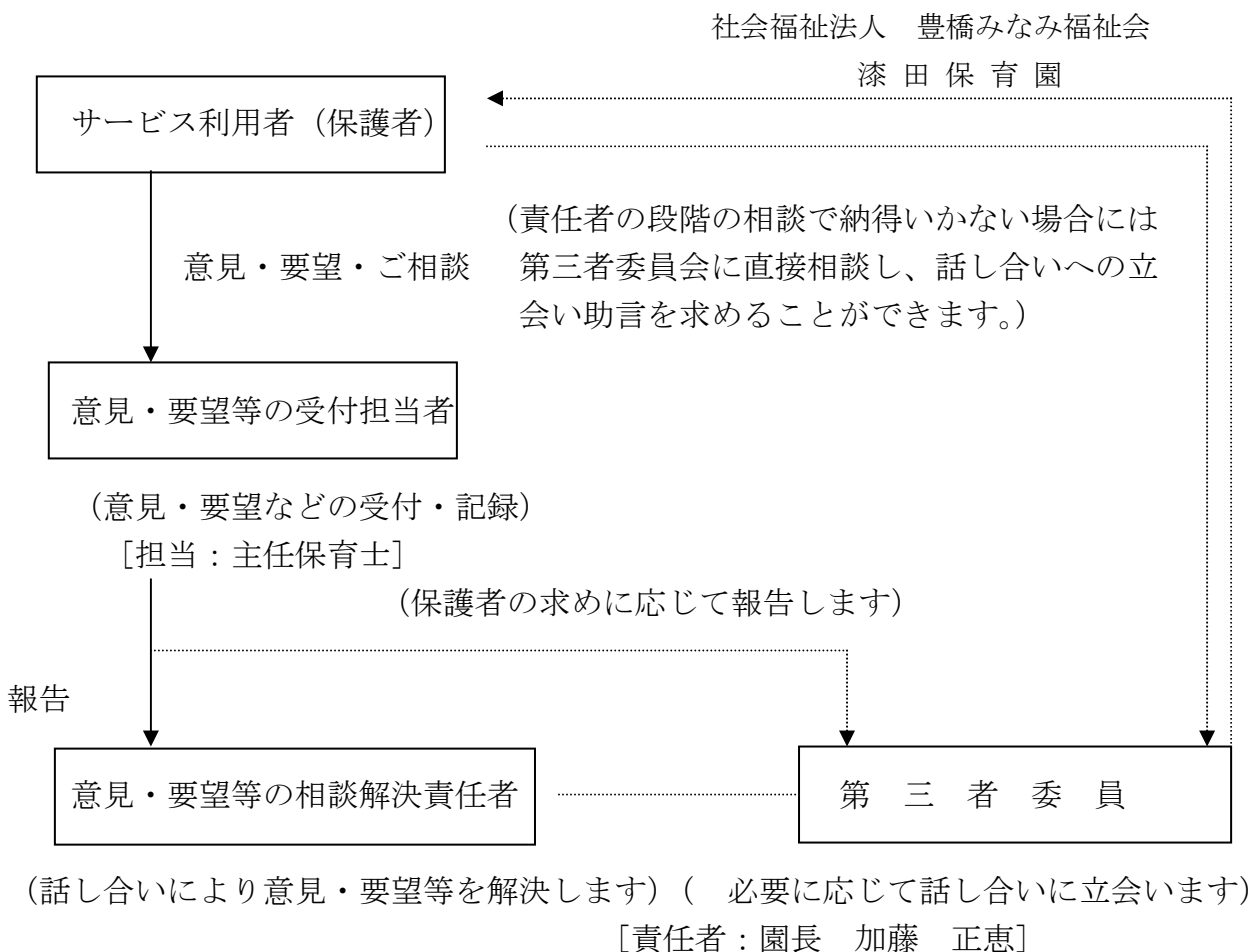 社会福祉法人　豊橋みなみ福祉会
漆 田 保 育 園
サービス利用者（保護者）
（責任者の段階の相談で納得いかない場合には
第三者委員会に直接相談し、話し合いへの立
会い助言を求めることができます。）
意見・要望・ご相談
意見・要望等の受付担当者
（意見・要望などの受付・記録）
［担当：主任保育士］
（保護者の求めに応じて報告します）
報告
意見・要望等の相談解決責任者
第　三　者　委　員
（話し合いにより意見・要望等を解決します）（　必要に応じて話し合いに立会います）
［責任者：園長　加藤　正恵］